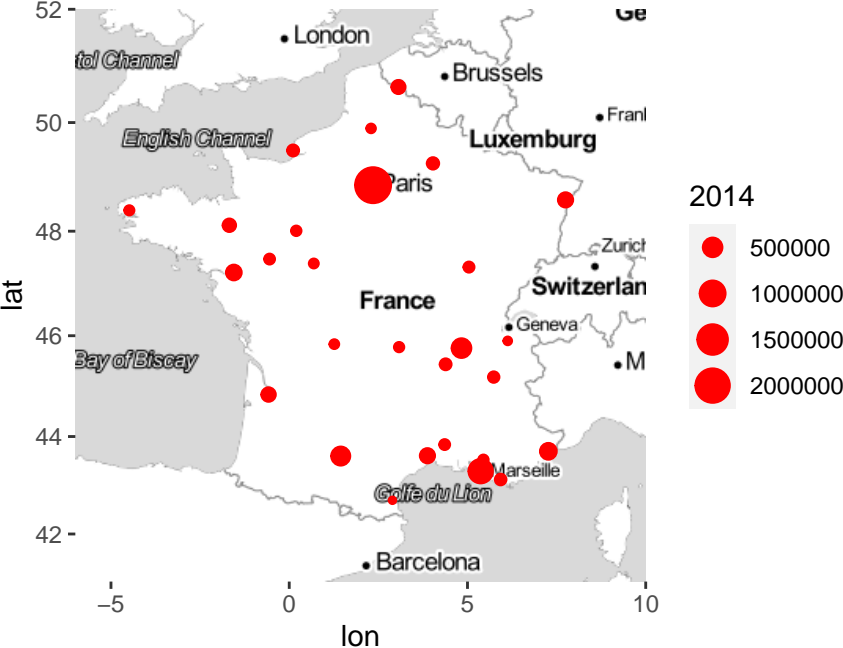 52
50
48
46
44
42
lat
London
tol Channel
Brussels
Ge
Franl
English Channel
Luxemburg
Paris
Zurich
Switzerlan
France
Geneva
Bay of Biscay
M
Marseille
Golfe du Lion
Barcelona
−5
0
5
10
lon
2014
500000
1000000
1500000
2000000